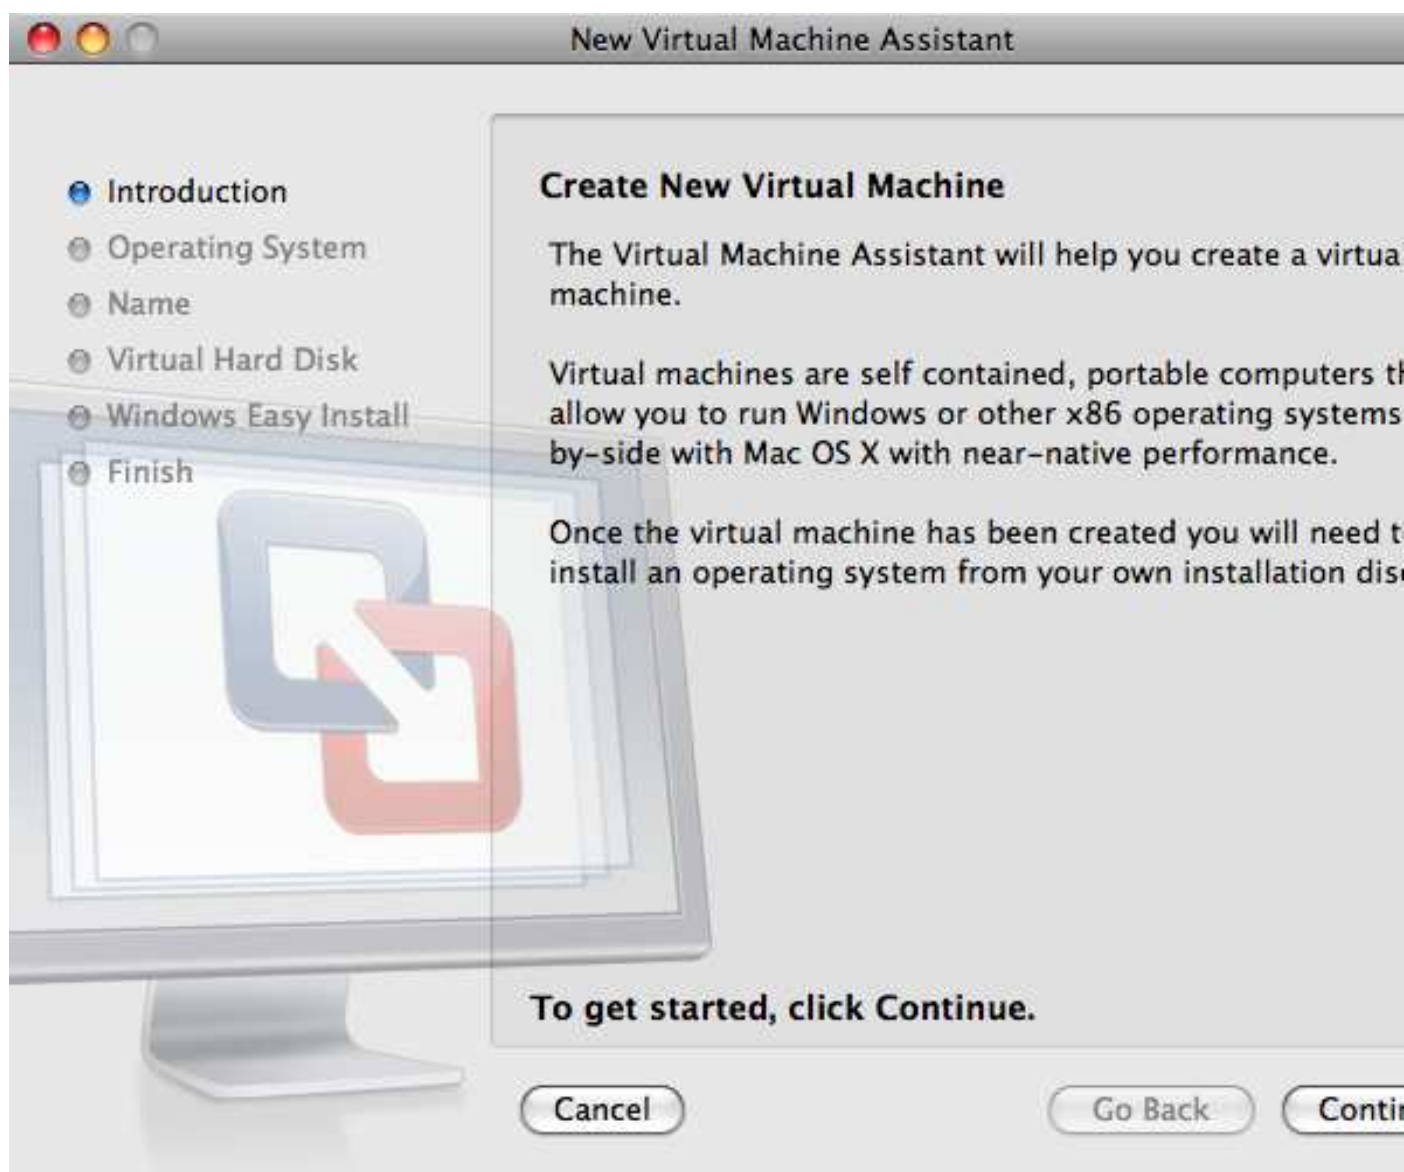 New Virtual Machine Assistant
Introduction
Operating System
Name
Virtual Hard Disk
Windows Easy Install
Finish
Create New Virtual Machine
The Virtual Machine Assistant will help you create a
machine.
Virtual machines are self contained, portable computers
allow you to run Windows or other x86 operating systems
by-side with Mac OS X with near-native performance.
Once the virtual machine has been created you will need
install an operating system from your own installation
To get started, click Continue.
Cancel
Go Back